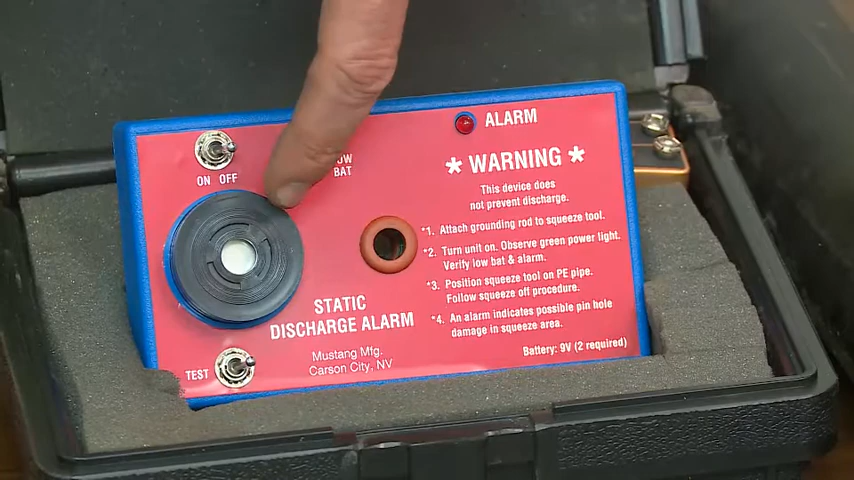 ALARM
ON OFF
BAT
* WARNING *
This device does
not prevent discharge.
*1. Attach grounding rod to squeeze tool.
*2. Turn unit on. Observe green power light.
Verify low bat & alarm.
*3. Position squeeze tool on PE pipe.
Follow squeeze off procedure.
*4. An alarm indicates possible pin hole
damage in squeeze area.
Battery: 9V (2 required)
STATIC
DISCHARGE ALARM
Mustang Mfg.
Carson City, NV
TEST